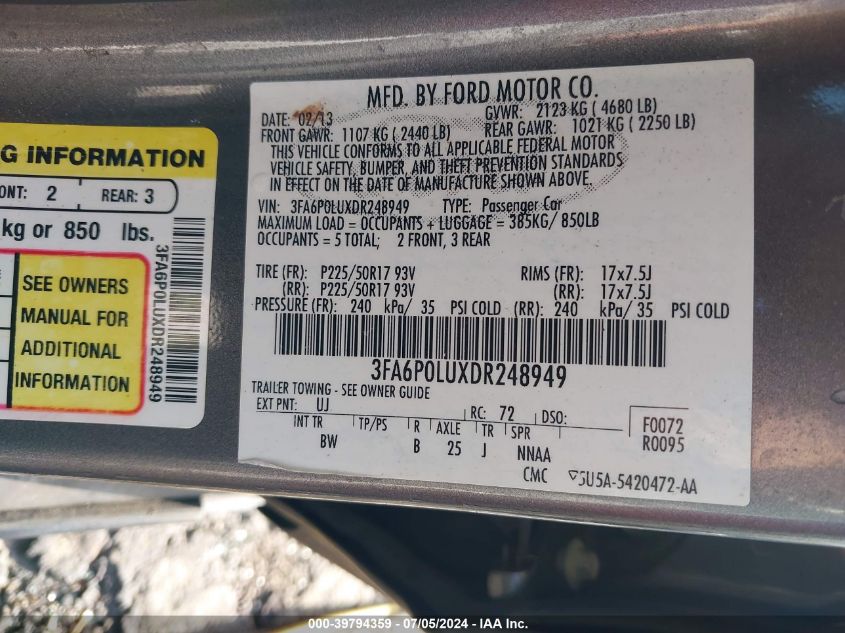 G INFORMATION
ONT: 2 REAR: 3
kg or 850 lbs.
SEE OWNERS
MANUAL FOR
ADDITIONAL
INFORMATION
3FA6P0LUXDR248949
MFD. BY FORD MOTOR CO.
DATE: 02/13 GVWR: 2123 KG ( 4680 LB)
FRONT GAWR: 1107 KG ( 2440 LB) REAR GAWR: 1021 KG ( 2250 LB)
THIS VEHICLE CONFORMS TO ALL APPLICABLE FEDERAL MOTOR
VEHICLE SAFETY, BUMPER, AND THEFT PREVENTION STANDARDS
IN EFFECT ON THE DATE OF MANUFACTURE SHOWN ABOVE.
VIN: 3FA6P0LUXDR248949 TYPE: Passenger Car
MAXIMUM LOAD = OCCUPANTS + LUGGAGE = 385KG/ 850LB
OCCUPANTS = 5 TOTAL; 2 FRONT, 3 REAR
TIRE (FR): P225/50R17 93V RIMS (FR): 17x7.5J
(RR): P225/50R17 93V (RR): 17x7.5J
PRESSURE (FR): 240 kPa/ 35 PSI COLD (RR): 240 kPa/ 35 PSI COLD
3FA6P0LUXDR248949
TRAILER TOWING - SEE OWNER GUIDE
EXT PNT: UJ RC: 72 DSO: F0072
INT TR TP/PS R AXLE TR SPR R0095
BW B 25 J NNAA
CMC 5U5A-5420472-AA
000-39794359 - 07/05/2024 - IAA Inc.